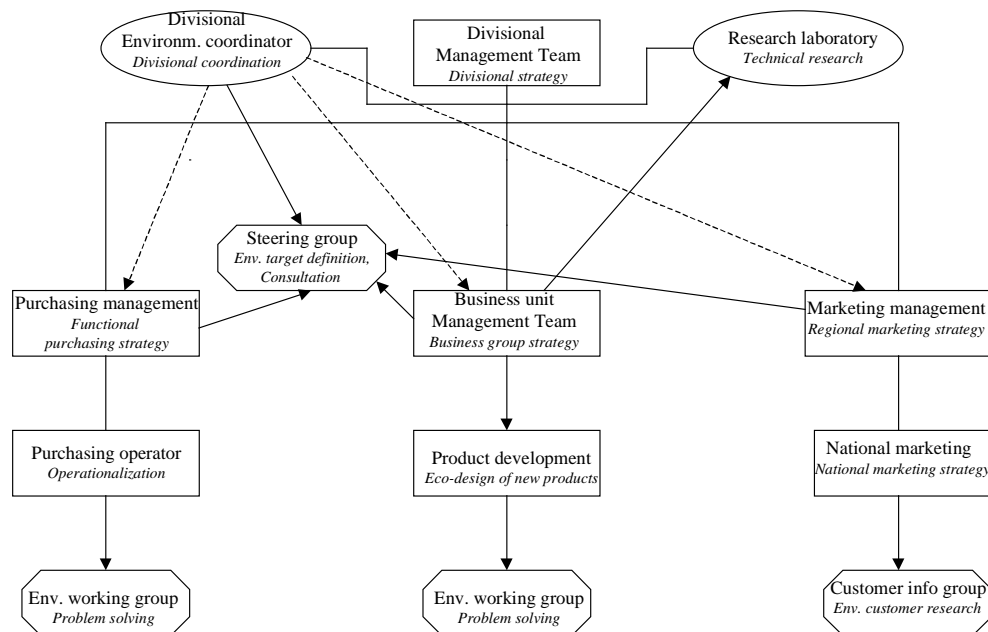 Divisional
Environm. coordinator
Divisional coordination
Divisional
Management Team
Divisional strategy
Research laboratory
Technical research
Steering group
Env. target definition,
Consultation
Purchasing management
Functional
purchasing strategy
Business unit
Management Team
Business group strategy
Marketing management
Regional marketing strategy
Purchasing operator
Operationalization
Product development
Eco-design of new products
National marketing
National marketing strategy
Env. working group
Problem solving
Env. working group
Problem solving
Customer info group
Env. customer research